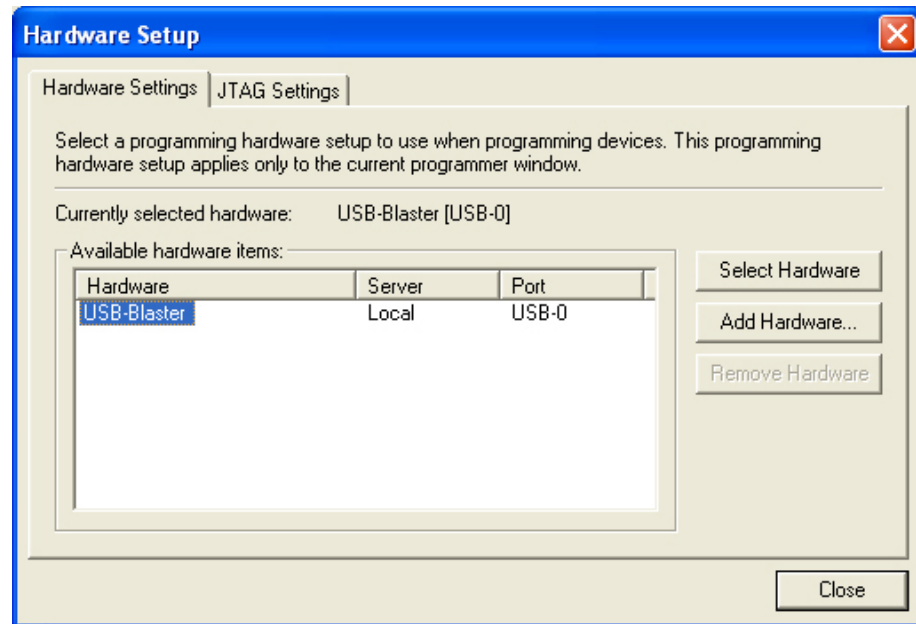 Hardware Setup
Hardware Settings JTAG Settings
Select a programming hardware setup to use when programming devices. This programming
hardware setup applies only to the current programmer window.
Currently selected hardware: USB-Blaster [USB-0]
Available hardware items:
Hardware Server Port
USB-Blaster Local USB-0
Select Hardware
Add Hardware...
Remove Hardware
Close